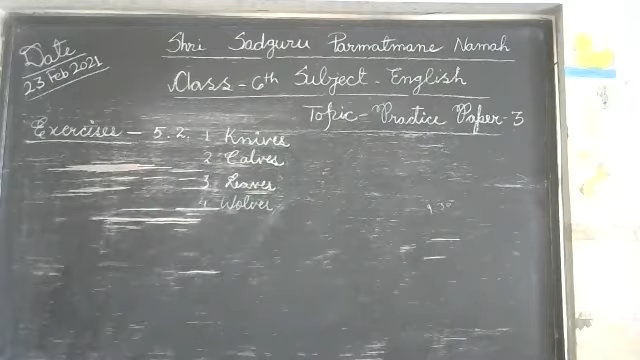 Shri Sadguru Parmatmane Namah
Date
23 Feb 2021
Class - 6th Subject - English
Topic - Practice Paper - 3
Exercises - 5.2. 1 Knives
2 Calves
3 Leaves
4 Wolves